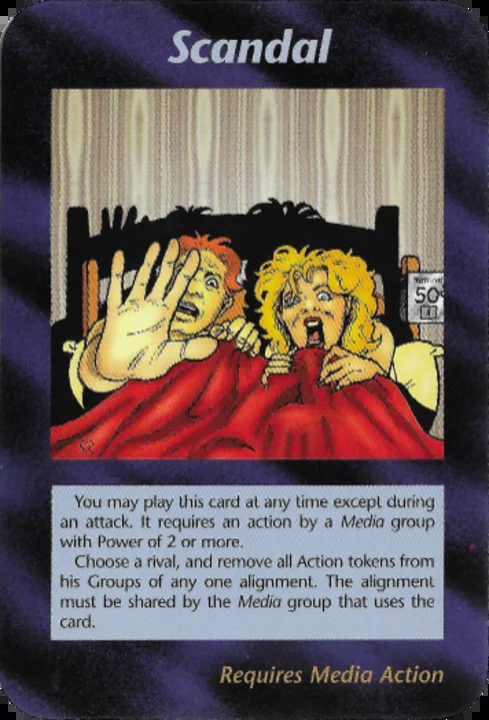 Scandal
50¢
You may play this card at any time except during
an attack. It requires an action by a Media group
with Power of 2 or more.
Choose a rival, and remove all Action tokens from
his Groups of any one alignment. The alignment
must be shared by the Media group that uses the
card.
Requires Media Action